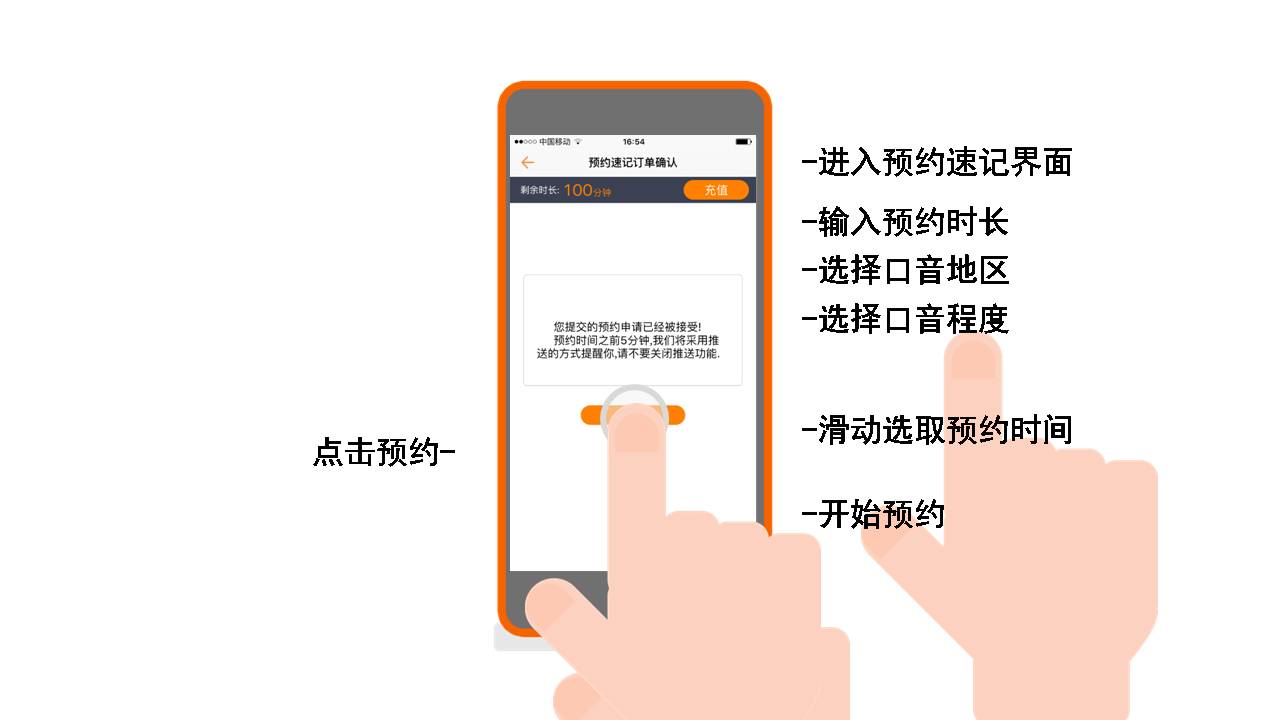 中国移动
16:54
预约速记订单确认
剩余时长: 100分钟
充值
您提交的预约申请已经被接受!
预约时间之前5分钟,我们将采用推
送的方式提醒你,请不要关闭推送功能.
点击预约-
-进入预约速记界面
-输入预约时长
-选择口音地区
-选择口音程度
-滑动选取预约时间
-开始预约